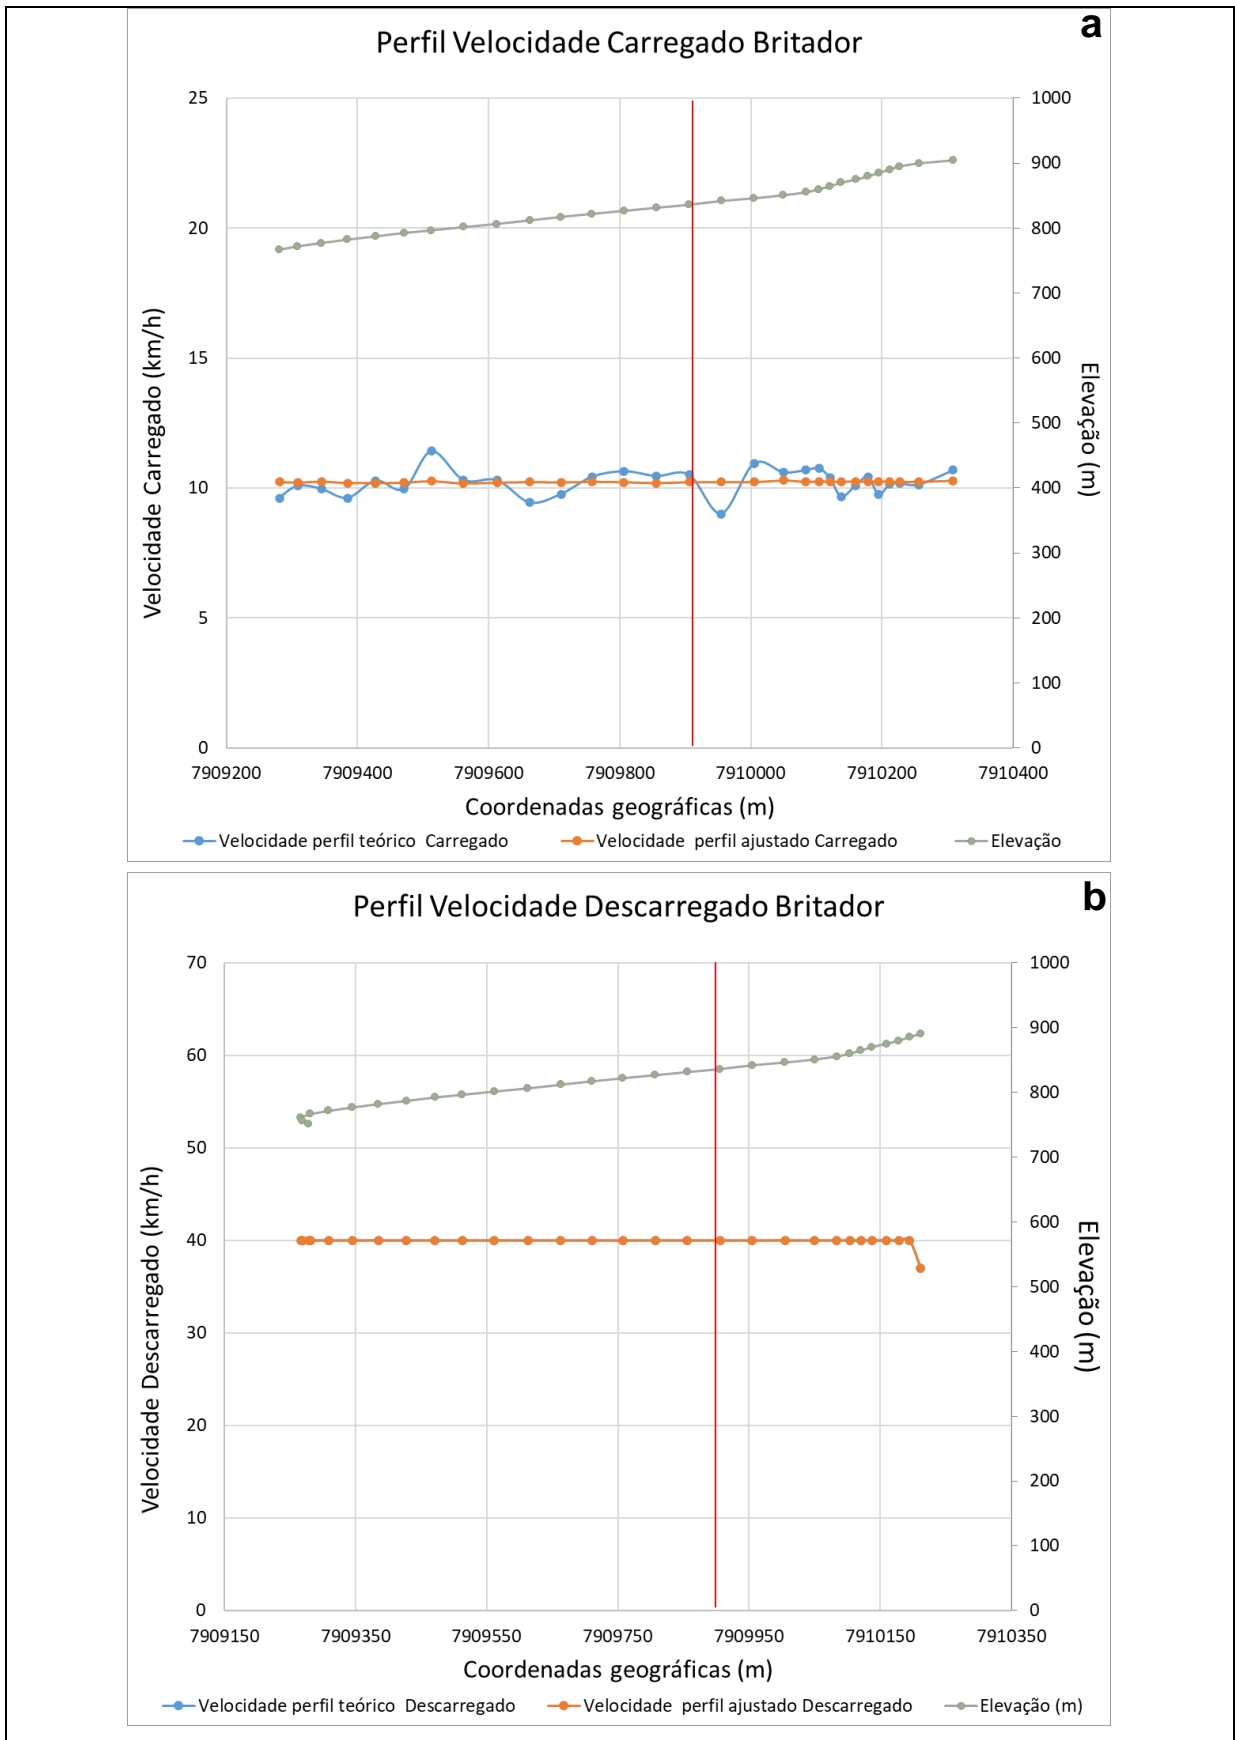 a
Perfil Velocidade Carregado Britador
25
20
15
10
5
0
1000
900
800
700
600
500
400
300
200
100
0
Velocidade Carregado (km/h)
Elevação (m)
7909200 7909400 7909600 7909800 7910000 7910200 7910400
Coordenadas geográficas (m)
Velocidade perfil teórico Carregado Velocidade perfil ajustado Carregado Elevação
b
Perfil Velocidade Descarregado Britador
70
60
50
40
30
20
10
0
1000
900
800
700
600
500
400
300
200
100
0
Velocidade Descarregado (km/h)
Elevação (m)
7909150 7909350 7909550 7909750 7909950 7910150 7910350
Coordenadas geográficas (m)
Velocidade perfil teórico Descarregado Velocidade perfil ajustado Descarregado Elevação (m)